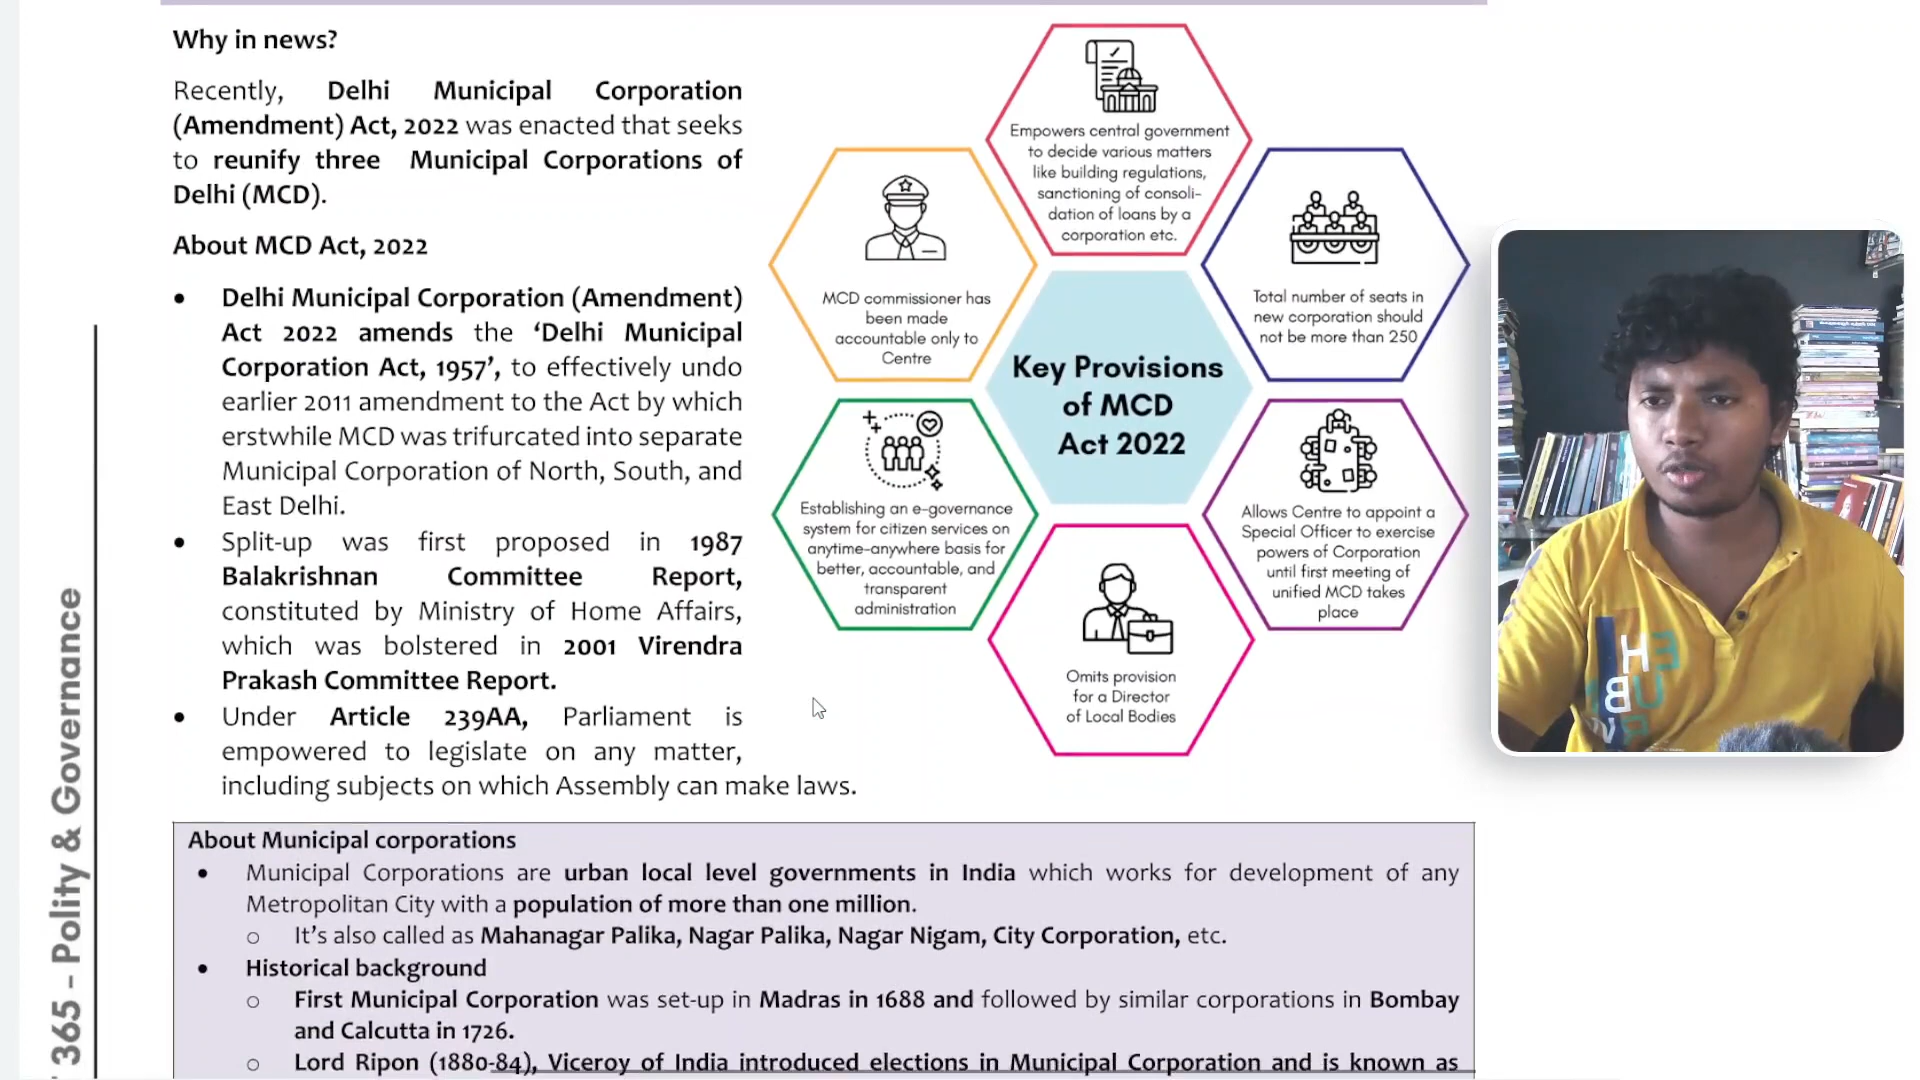 Why in news?
Recently, Delhi Municipal Corporation
(Amendment) Act, 2022 was enacted that seeks
to reunify three Municipal Corporations of
Delhi (MCD).
About MCD Act, 2022
• Delhi Municipal Corporation (Amendment)
Act 2022 amends the ‘Delhi Municipal
Corporation Act, 1957’, to effectively undo
earlier 2011 amendment to the Act by which
erstwhile MCD was trifurcated into separate
Municipal Corporation of North, South, and
East Delhi.
• Split-up was first proposed in 1987
Balakrishnan Committee Report,
constituted by Ministry of Home Affairs,
which was bolstered in 2001 Virendra
Prakash Committee Report.
• Under Article 239AA, Parliament is
empowered to legislate on any matter,
including subjects on which Assembly can make laws.
Empowers central government
to decide various matters
like building regulations,
sanctioning of consoli-
dation of loans by a
corporation etc.
MCD commissioner has
been made
accountable only to
Centre
Total number of seats in
new corporation should
not be more than 250
Key Provisions
of MCD
Act 2022
Establishing an e-governance
system for citizen services on
anytime-anywhere basis for
better, accountable, and
transparent
administration
Allows Centre to appoint a
Special Officer to exercise
powers of Corporation
until first meeting of
unified MCD takes
place
Omits provision
for a Director
of Local Bodies
About Municipal corporations
• Municipal Corporations are urban local level governments in India which works for development of any
Metropolitan City with a population of more than one million.
o It’s also called as Mahanagar Palika, Nagar Palika, Nagar Nigam, City Corporation, etc.
• Historical background
o First Municipal Corporation was set-up in Madras in 1688 and followed by similar corporations in Bombay
and Calcutta in 1726.
o Lord Ripon (1880-84), Viceroy of India introduced elections in Municipal Corporation and is known as
365 - Polity & Governance